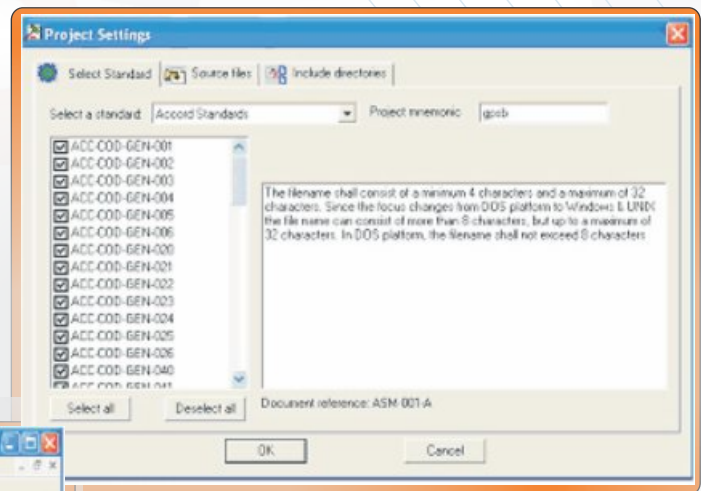 Project Settings
Select Standard Source files Include directories
Select a standard: Accord Standards Project mnemonic gpsb
ACC-COD-GEN-001
ACC-COD-GEN-002
ACC-COD-GEN-003
ACC-COD-GEN-004
ACC-COD-GEN-005
ACC-COD-GEN-006
ACC-COD-GEN-020
ACC-COD-GEN-021
ACC-COD-GEN-022
ACC-COD-GEN-023
ACC-COD-GEN-024
ACC-COD-GEN-025
ACC-COD-GEN-026
ACC-COD-GEN-040
ACC-COD-GEN-041
The filename shall consist of a minimum 4 characters and a maximum of 32
characters. Since the focus changes from DOS platform to Windows & UNIX
the file name can consist of more than 8 characters, but up to a maximum of
32 characters. In DOS platform, the filename shall not exceed 8 characters
Select all Deselect all Document reference: ASM-001-A
OK Cancel